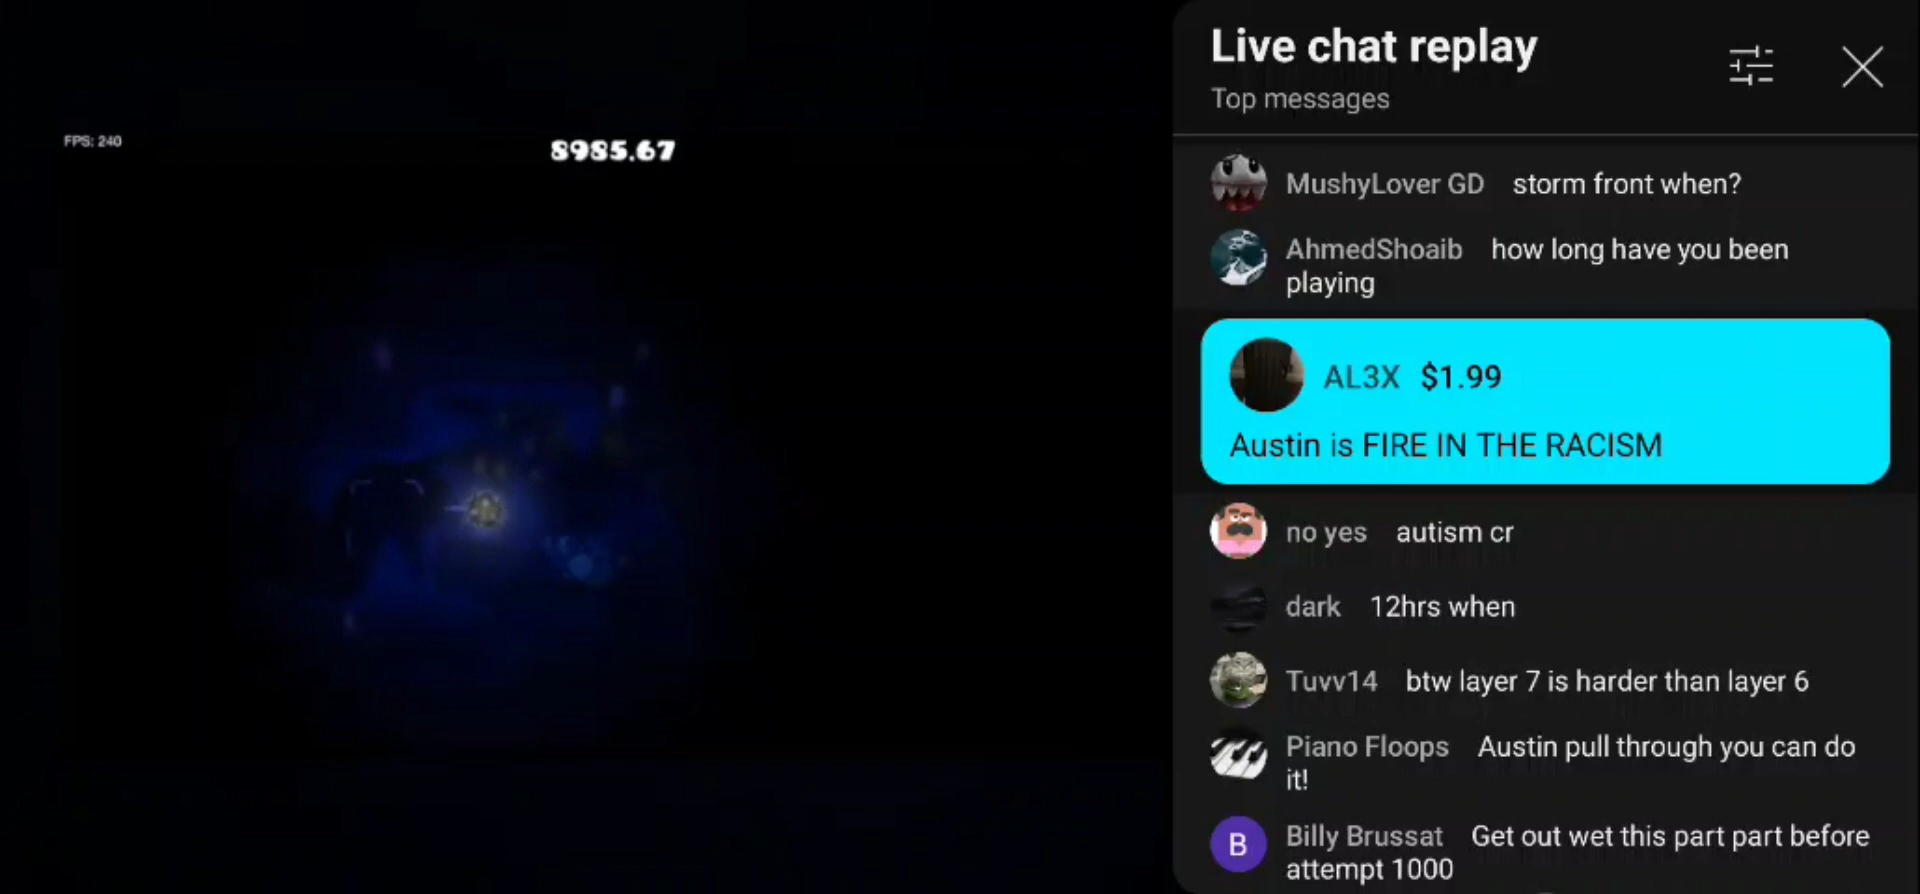 FPS: 240
8985.67
Live chat replay
Top messages
MushyLover GD storm front when?
AhmedShoaib how long have you been
playing
AL3X $1.99
Austin is FIRE IN THE RACISM
no yes autism cr
dark 12hrs when
Tuvv14 btw layer 7 is harder than layer 6
Piano Floops Austin pull through you can do
it!
B Billy Brussat Get out wet this part part before
attempt 1000